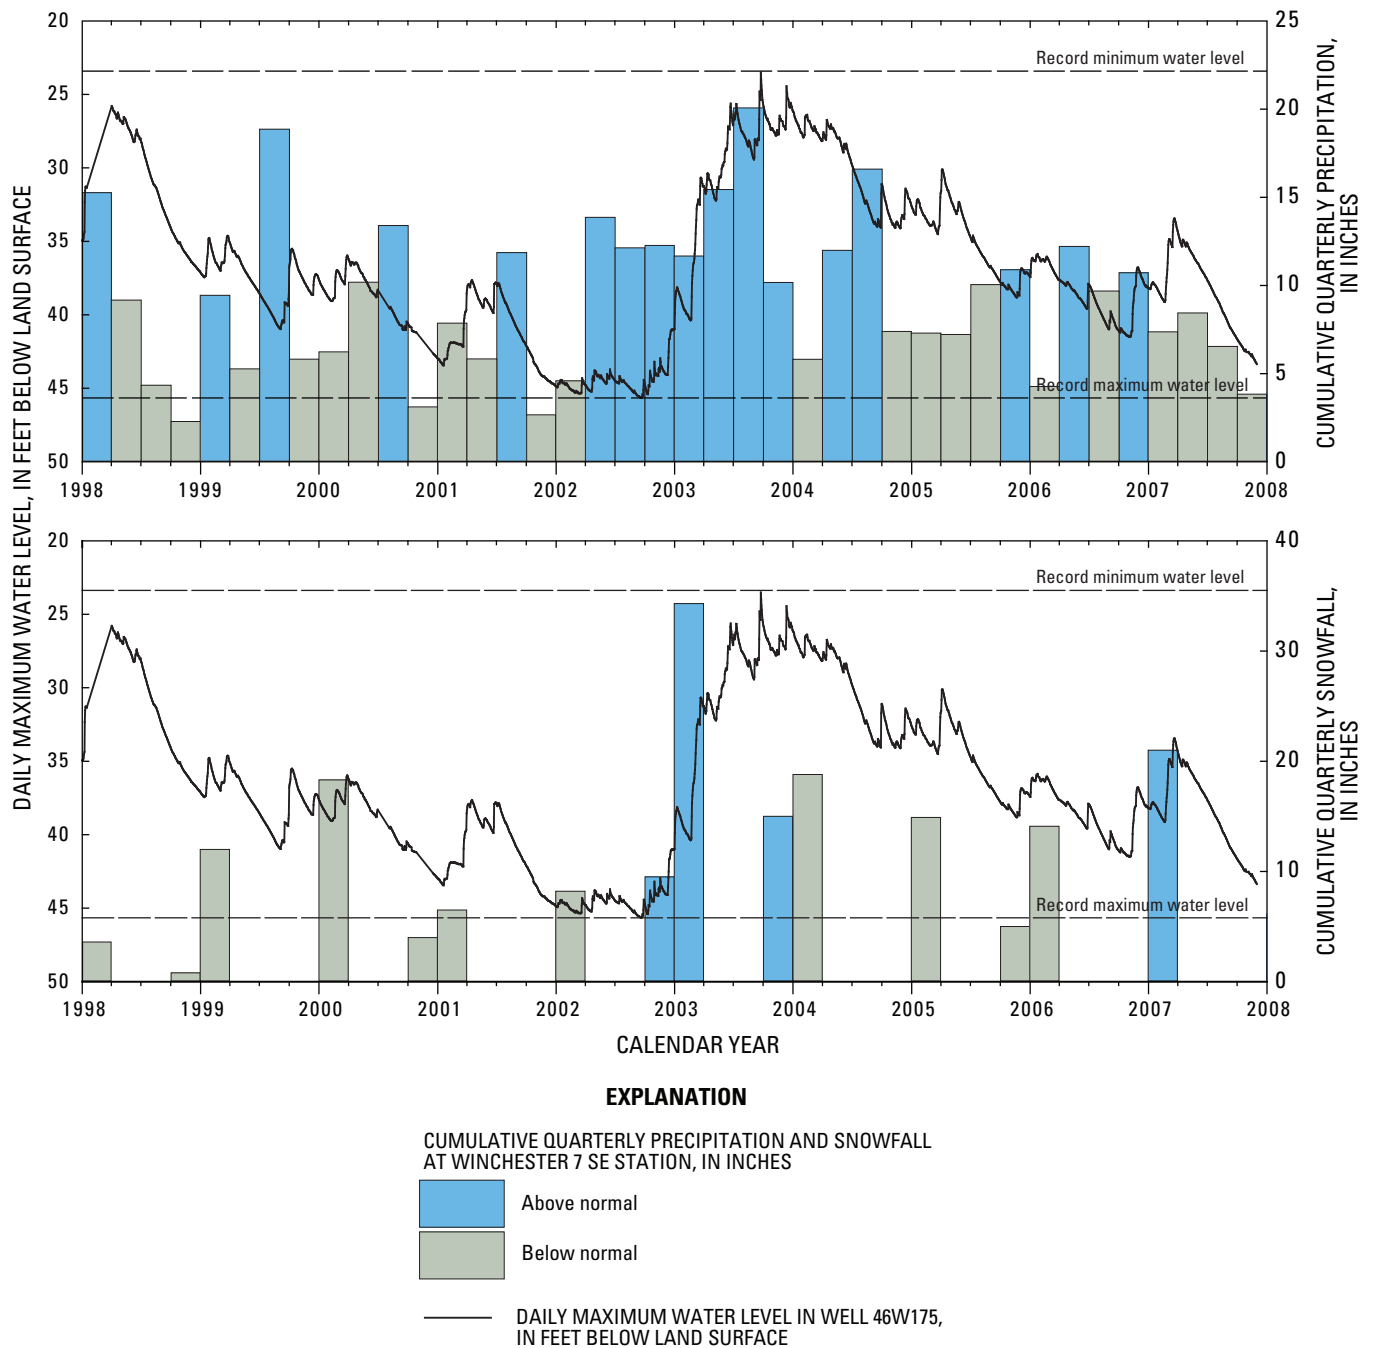 20
25
30
35
40
45
50
Record minimum water level
Record maximum water level
25
20
15
10
5
0
1998 1999 2000 2001 2002 2003 2004 2005 2006 2007 2008
CUMULATIVE QUARTERLY PRECIPITATION,
IN INCHES
DAILY MAXIMUM WATER LEVEL, IN FEET BELOW LAND SURFACE
20
25
30
35
40
45
50
Record minimum water level
Record maximum water level
40
30
20
10
0
1998 1999 2000 2001 2002 2003 2004 2005 2006 2007 2008
CUMULATIVE QUARTERLY SNOWFALL,
IN INCHES
CALENDAR YEAR
EXPLANATION
CUMULATIVE QUARTERLY PRECIPITATION AND SNOWFALL
AT WINCHESTER 7 SE STATION, IN INCHES
Above normal
Below normal
DAILY MAXIMUM WATER LEVEL IN WELL 46W175,
IN FEET BELOW LAND SURFACE